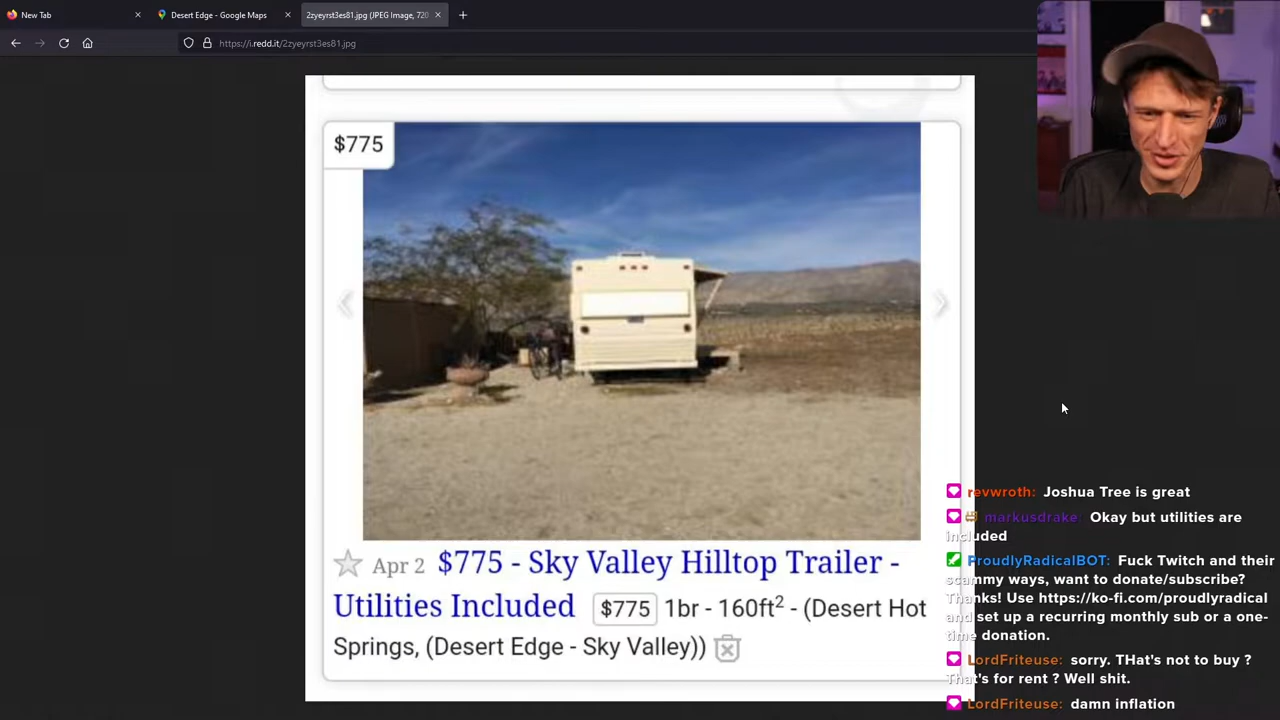 New Tab
Desert Edge - Google Maps
2zyeyrst3es81.jpg (JPEG Image, 720
https://i.redd.it/2zyeyrst3es81.jpg
$775
Apr 2 $775 - Sky Valley Hilltop Trailer -
Utilities Included $775 1br - 160ft² - (Desert Hot
Springs, (Desert Edge - Sky Valley))
revwroth: Joshua Tree is great
markusdrake: Okay but utilities are
included
ProudlyRadicalBOT: Fuck Twitch and their
scammy ways, want to donate/subscribe?
Thanks! Use https://ko-fi.com/proudlyradical
and set up a recurring monthly sub or a one-
time donation.
LordFriteuse: sorry. THat's not to buy ?
That's for rent ? Well shit.
LordFriteuse: damn inflation